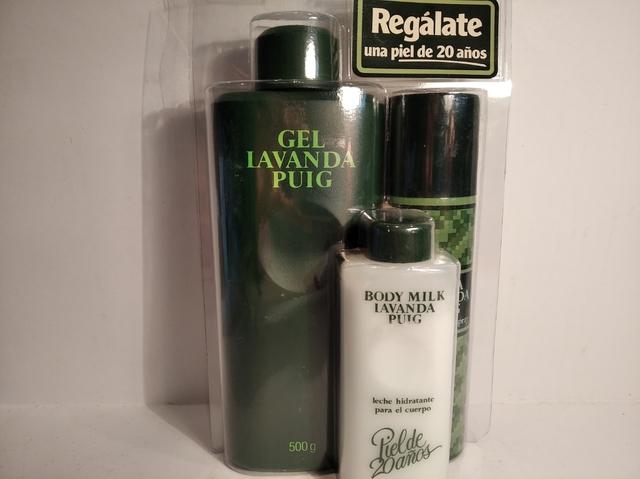 Regálate
una piel de 20 años
GEL
LAVANDA
PUIG
BODY MILK
LAVANDA
PUIG
leche hidratante
para el cuerpo
Piel de
20 años
500 g